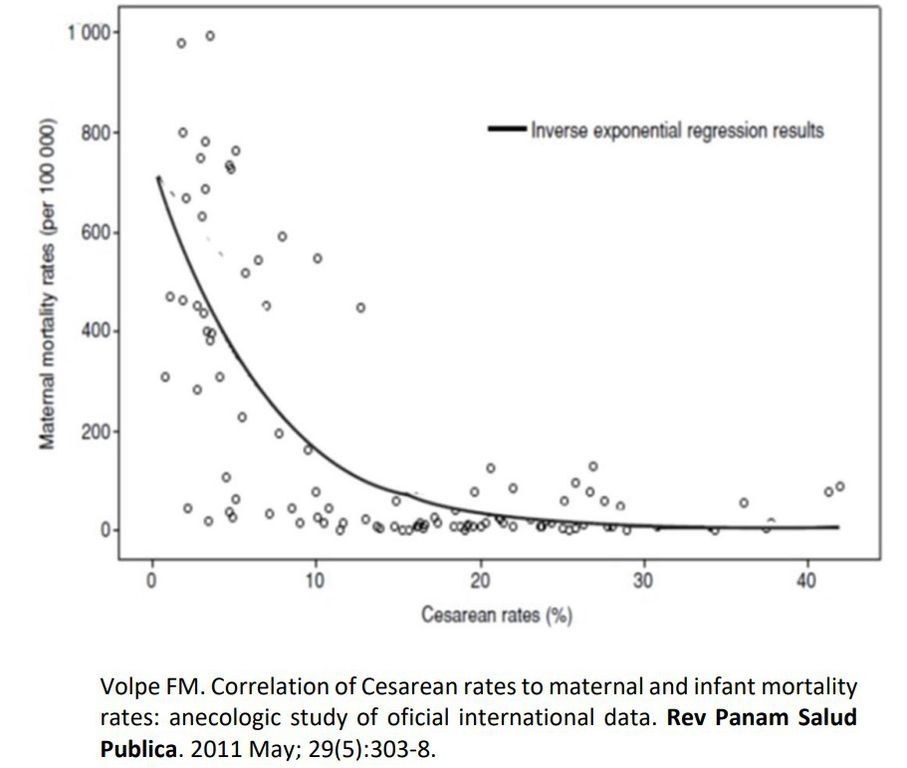 1 000
800
600
400
200
0
Maternal mortality rates (per 100 000)
Inverse exponential regression results
0 10 20 30 40
Cesarean rates (%)
Volpe FM. Correlation of Cesarean rates to maternal and infant mortality
rates: anecologic study of oficial international data. Rev Panam Salud
Publica. 2011 May; 29(5):303-8.